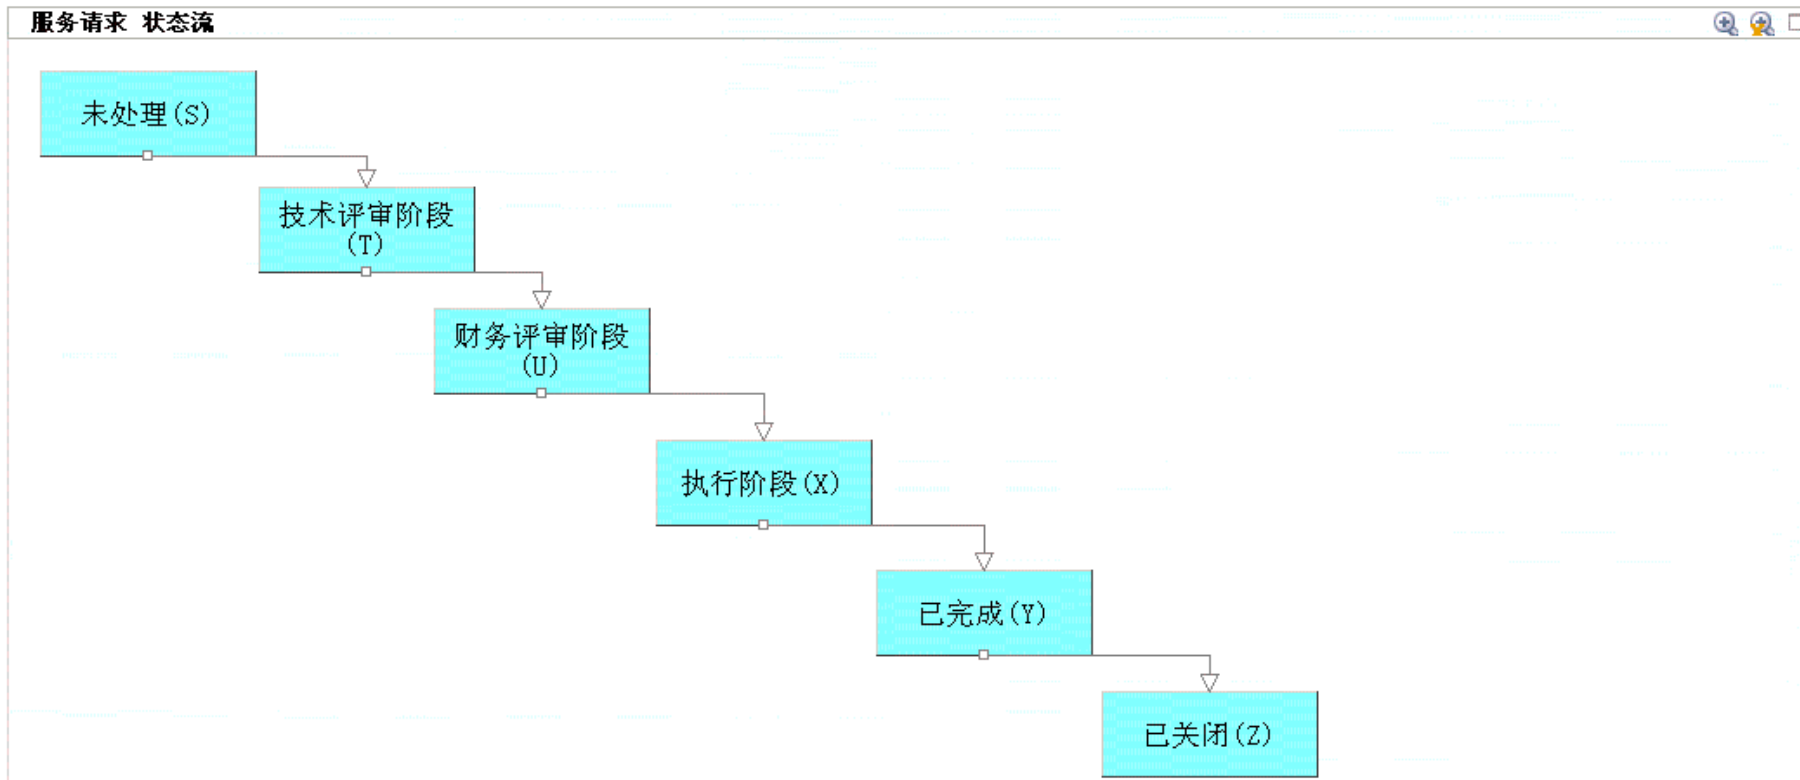 服务请求 状态流
未处理(S)
技术评审阶段
(T)
财务评审阶段
(U)
执行阶段(X)
已完成(Y)
已关闭(Z)